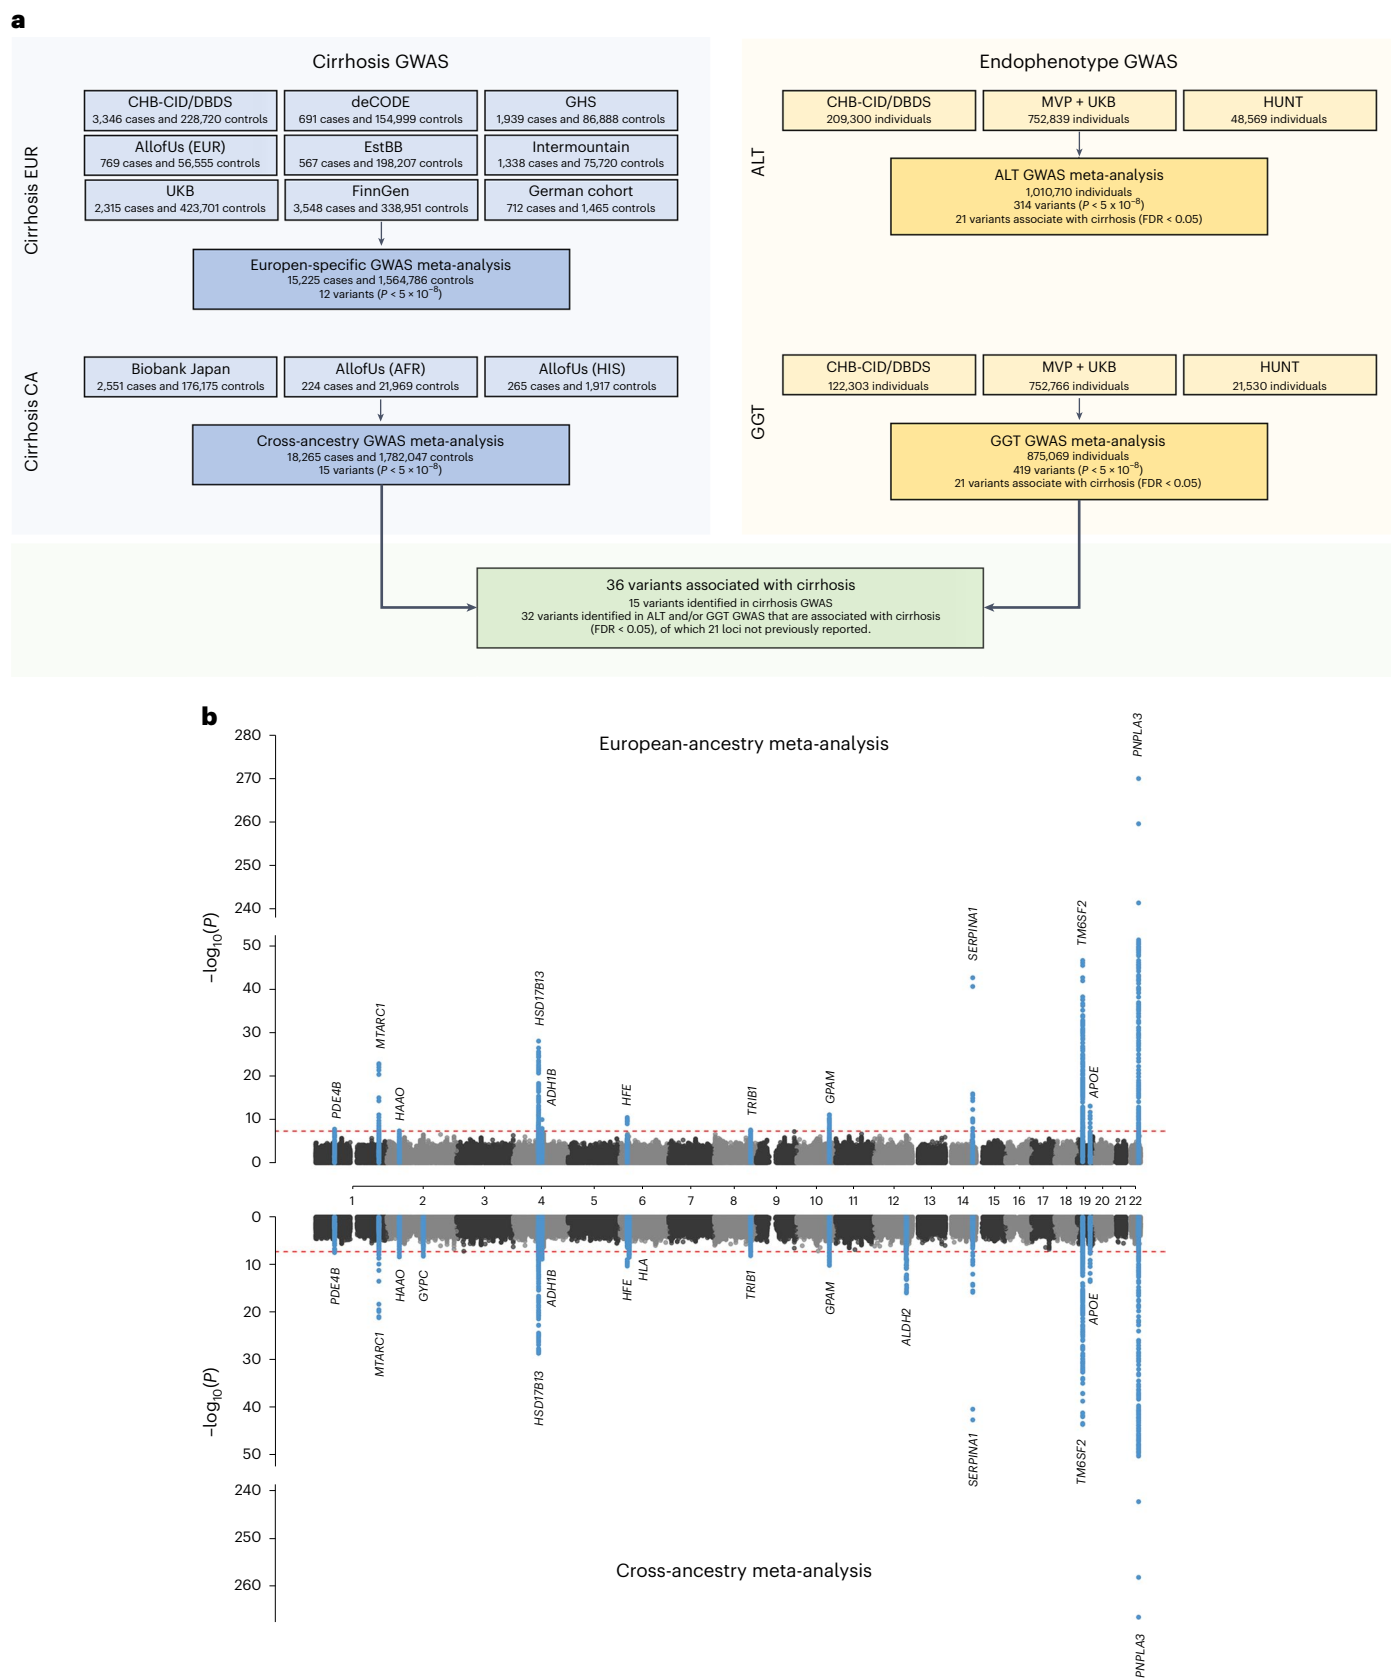 a
Cirrhosis GWAS
Cirrhosis EUR
CHB-CID/DBDS
3,346 cases and 228,720 controls
deCODE
691 cases and 154,999 controls
GHS
1,939 cases and 86,888 controls
AllofUs (EUR)
769 cases and 56,555 controls
EstBB
567 cases and 198,207 controls
Intermountain
1,338 cases and 75,720 controls
UKB
2,315 cases and 423,701 controls
FinnGen
3,548 cases and 338,951 controls
German cohort
712 cases and 1,465 controls
Europen-specific GWAS meta-analysis
15,225 cases and 1,564,786 controls
12 variants (P < 5 × 10⁻⁸)
Cirrhosis CA
Biobank Japan
2,551 cases and 176,175 controls
AllofUs (AFR)
224 cases and 21,969 controls
AllofUs (HIS)
265 cases and 1,917 controls
Cross-ancestry GWAS meta-analysis
18,265 cases and 1,782,047 controls
15 variants (P < 5 × 10⁻⁸)
Endophenotype GWAS
ALT
CHB-CID/DBDS
209,300 individuals
MVP + UKB
752,839 individuals
HUNT
48,569 individuals
ALT GWAS meta-analysis
1,010,710 individuals
314 variants (P < 5 x 10⁻⁸)
21 variants associate with cirrhosis (FDR < 0.05)
GGT
CHB-CID/DBDS
122,303 individuals
MVP + UKB
752,766 individuals
HUNT
21,530 individuals
GGT GWAS meta-analysis
875,069 individuals
419 variants (P < 5 × 10⁻⁸)
21 variants associate with cirrhosis (FDR < 0.05)
36 variants associated with cirrhosis
15 variants identified in cirrhosis GWAS
32 variants identified in ALT and/or GGT GWAS that are associated with cirrhosis
(FDR < 0.05), of which 21 loci not previously reported.
b
European-ancestry meta-analysis
−log₁₀(P)
280
270
260
250
240
50
40
30
20
10
0
PDE4B
MTARC1
HAAO
HSD17B13
ADH1B
HFE
TRIB1
GPAM
SERPINA1
TM6SF2
APOE
PNPLA3
1 2 3 4 5 6 7 8 9 10 11 12 13 14 15 16 17 18 19 20 21 22
−log₁₀(P)
0
10
20
30
40
50
240
250
260
PDE4B
MTARC1
HAAO
GYPC
HSD17B13
ADH1B
HFE
HLA
TRIB1
GPAM
ALDH2
SERPINA1
TM6SF2
APOE
PNPLA3
Cross-ancestry meta-analysis